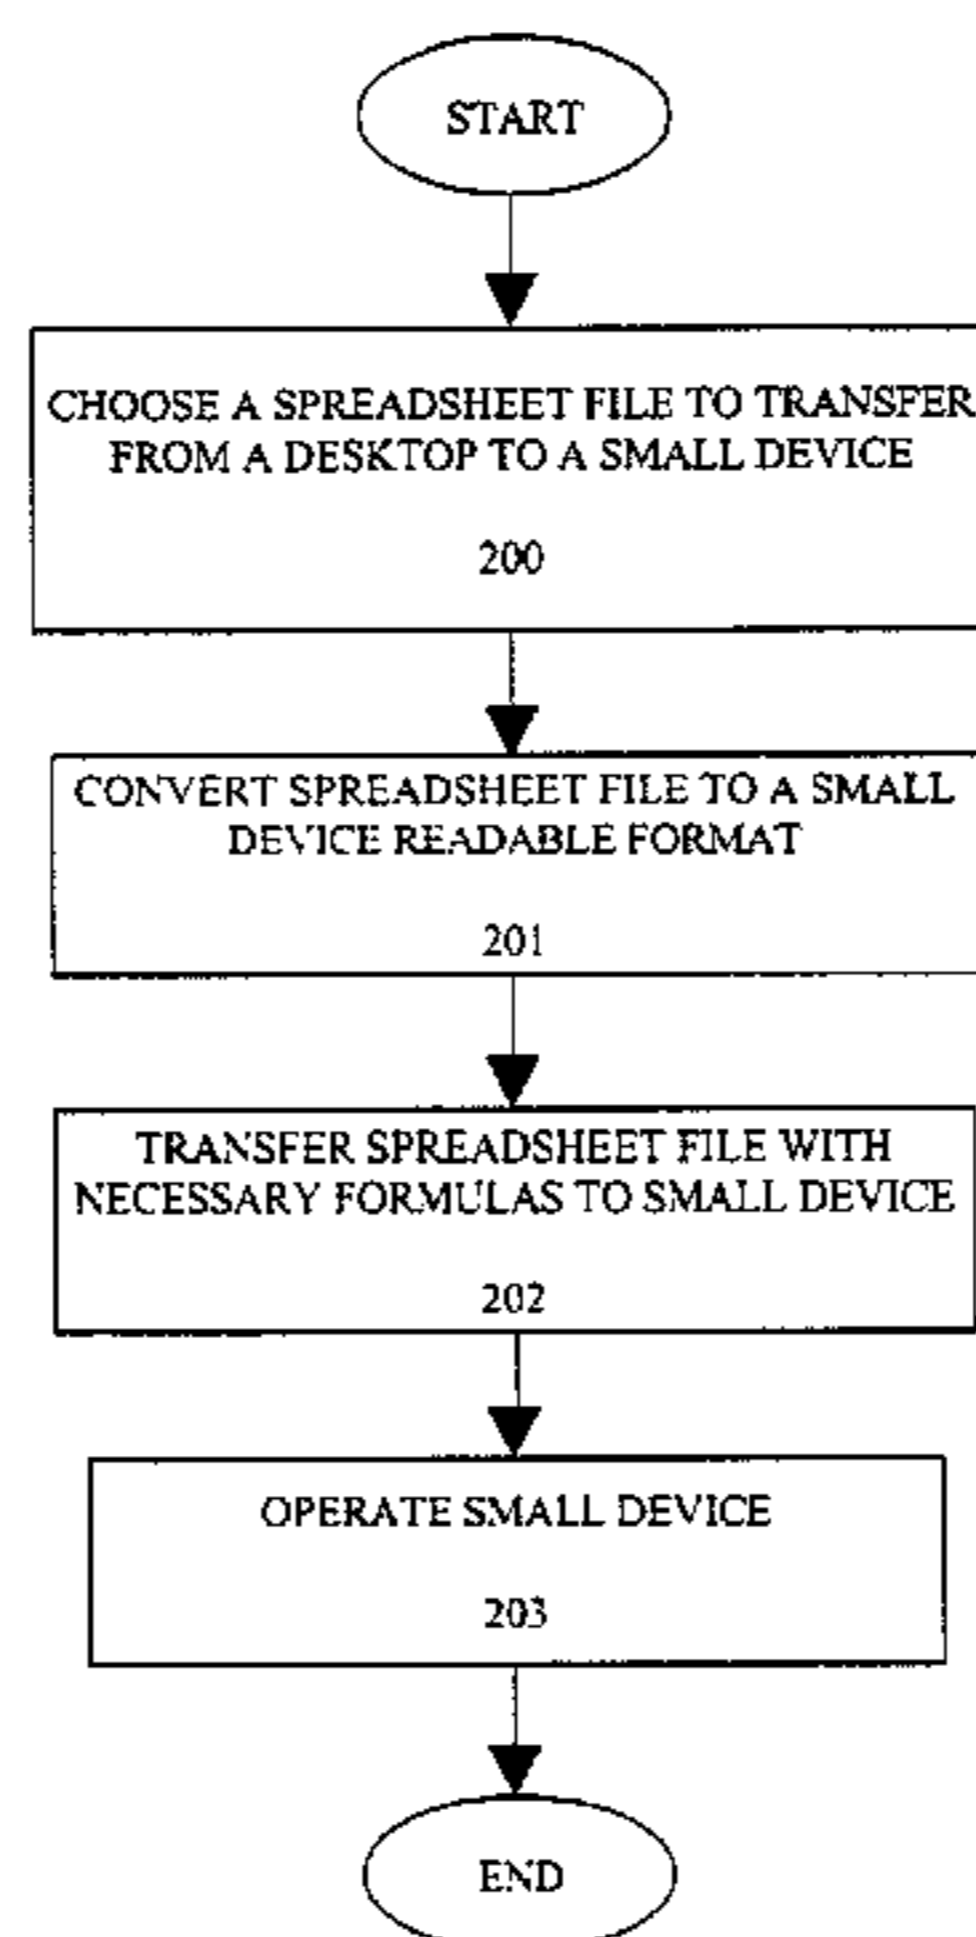 START
CHOOSE A SPREADSHEET FILE TO TRANSFER
FROM A DESKTOP TO A SMALL DEVICE
200
CONVERT SPREADSHEET FILE TO A SMALL
DEVICE READABLE FORMAT
201
TRANSFER SPREADSHEET FILE WITH
NECESSARY FORMULAS TO SMALL DEVICE
202
OPERATE SMALL DEVICE
203
END